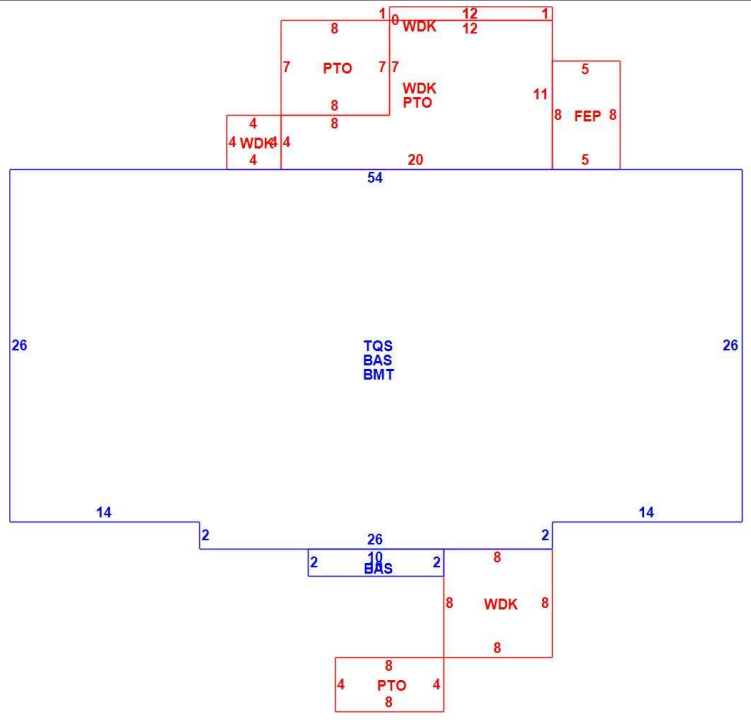 1 12 1
0 WDK
8 12
7 PTO 7 7
WDK
PTO
11
5
8 FEP 8
8
4 8
4 WDK 4 4
4 20 5
54
26 26
TQS
BAS
BMT
14 14
2 26 2
10 8
2 2
BAS
8 WDK 8
8
8
4 PTO 4
8